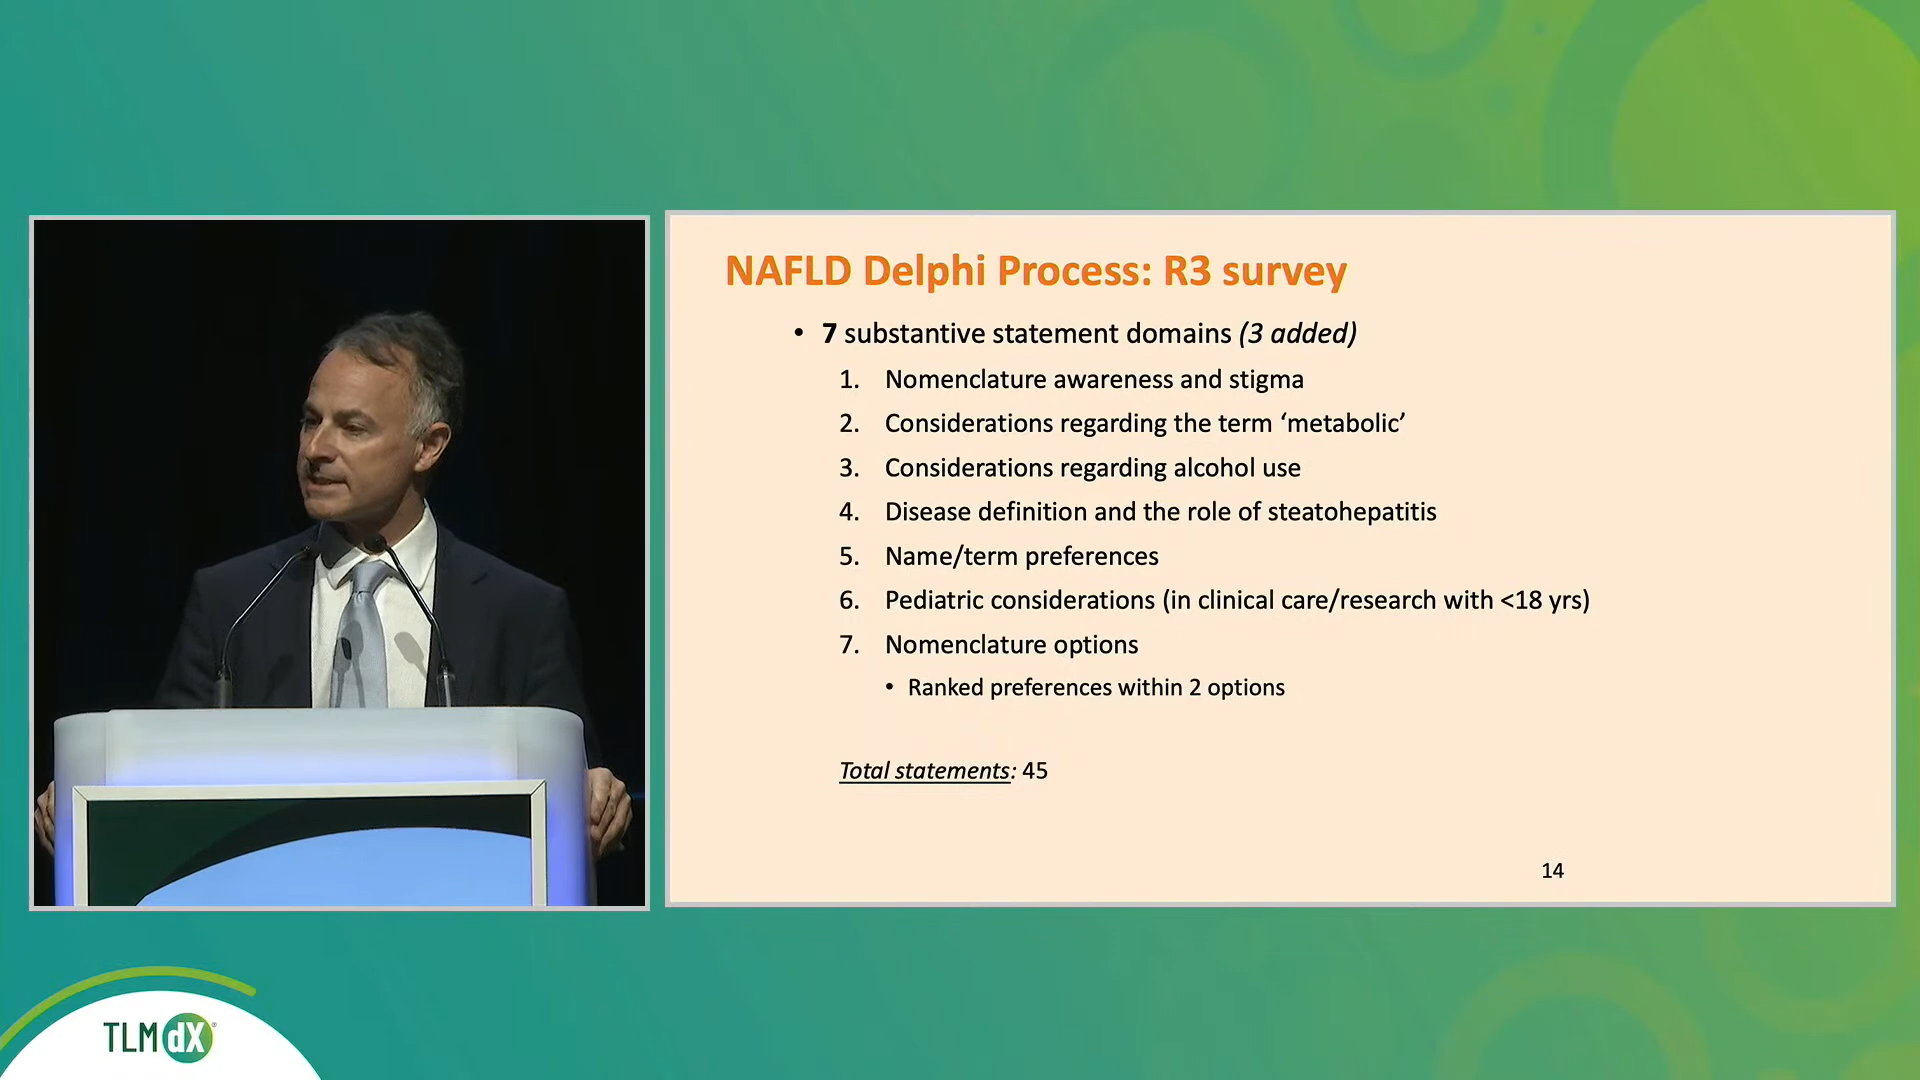 NAFLD Delphi Process: R3 survey
• 7 substantive statement domains (3 added)
1. Nomenclature awareness and stigma
2. Considerations regarding the term ‘metabolic’
3. Considerations regarding alcohol use
4. Disease definition and the role of steatohepatitis
5. Name/term preferences
6. Pediatric considerations (in clinical care/research with <18 yrs)
7. Nomenclature options
• Ranked preferences within 2 options
Total statements: 45
14
TLMdX®